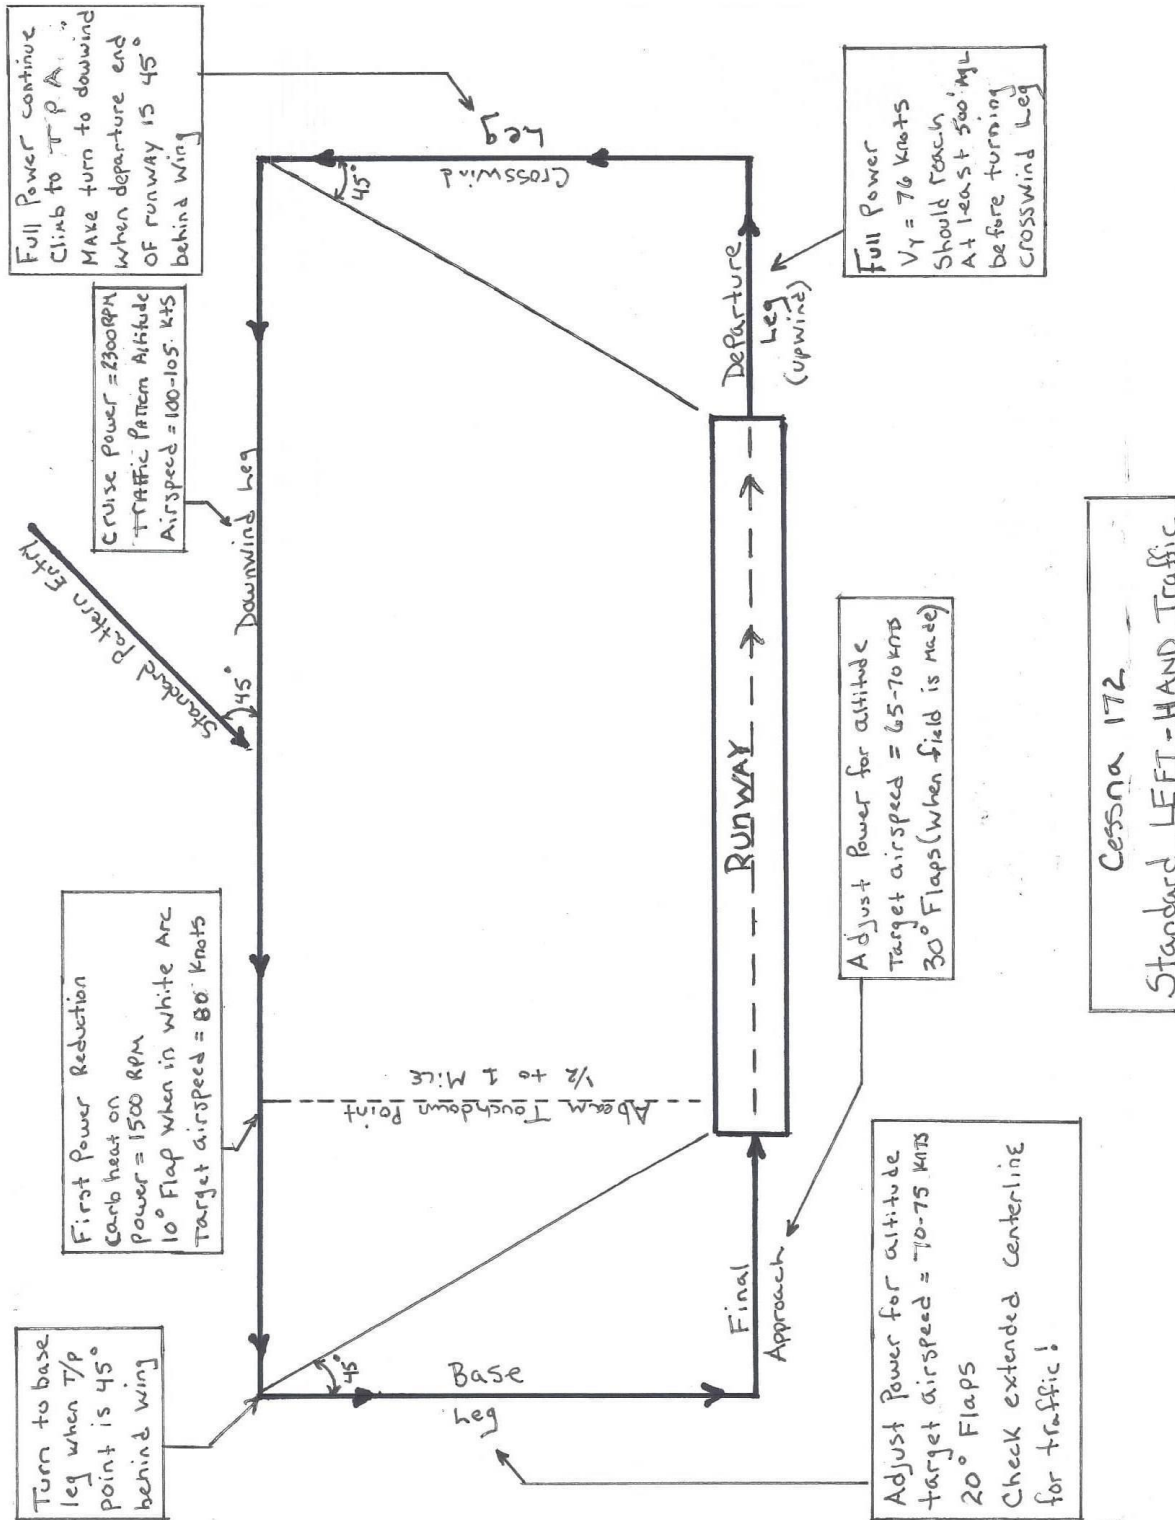 Full Power continue
Climb to T.P.A.
Make turn to dowwind
when departure end
OF runway is 45°
behind wing
Leg
Crosswind
45°
Cruise Power = 2300 RPM
Traffic Pattern Altitude
Airspeed = 100-105 Kts
Downwind Leg
Standard Pattern Entry
45°
First Power Reduction
Carb heat on
Power = 1500 RPM
10° Flap when in white Arc
Target airspeed = 80 Knots
Turn to base
leg when T/P
point is 45°
behind wing
45°
Abeam Touchdown Point
1/2 to 1 Mile
Base
Leg
Adjust Power for altitude
target airspeed = 70-75 knts
20° Flaps
Check extended centerline
for traffic!
Final
Approach
Adjust Power for altitude
Target airspeed = 65-70 knts
30° Flaps (when field is made)
RUNWAY
Departure
Leg
(upwind)
Full Power
Vy = 76 Knots
Should reach
At least 500' AGL
before turning
crosswind Leg
Cessna 172
Standard LEFT-HAND Traffic